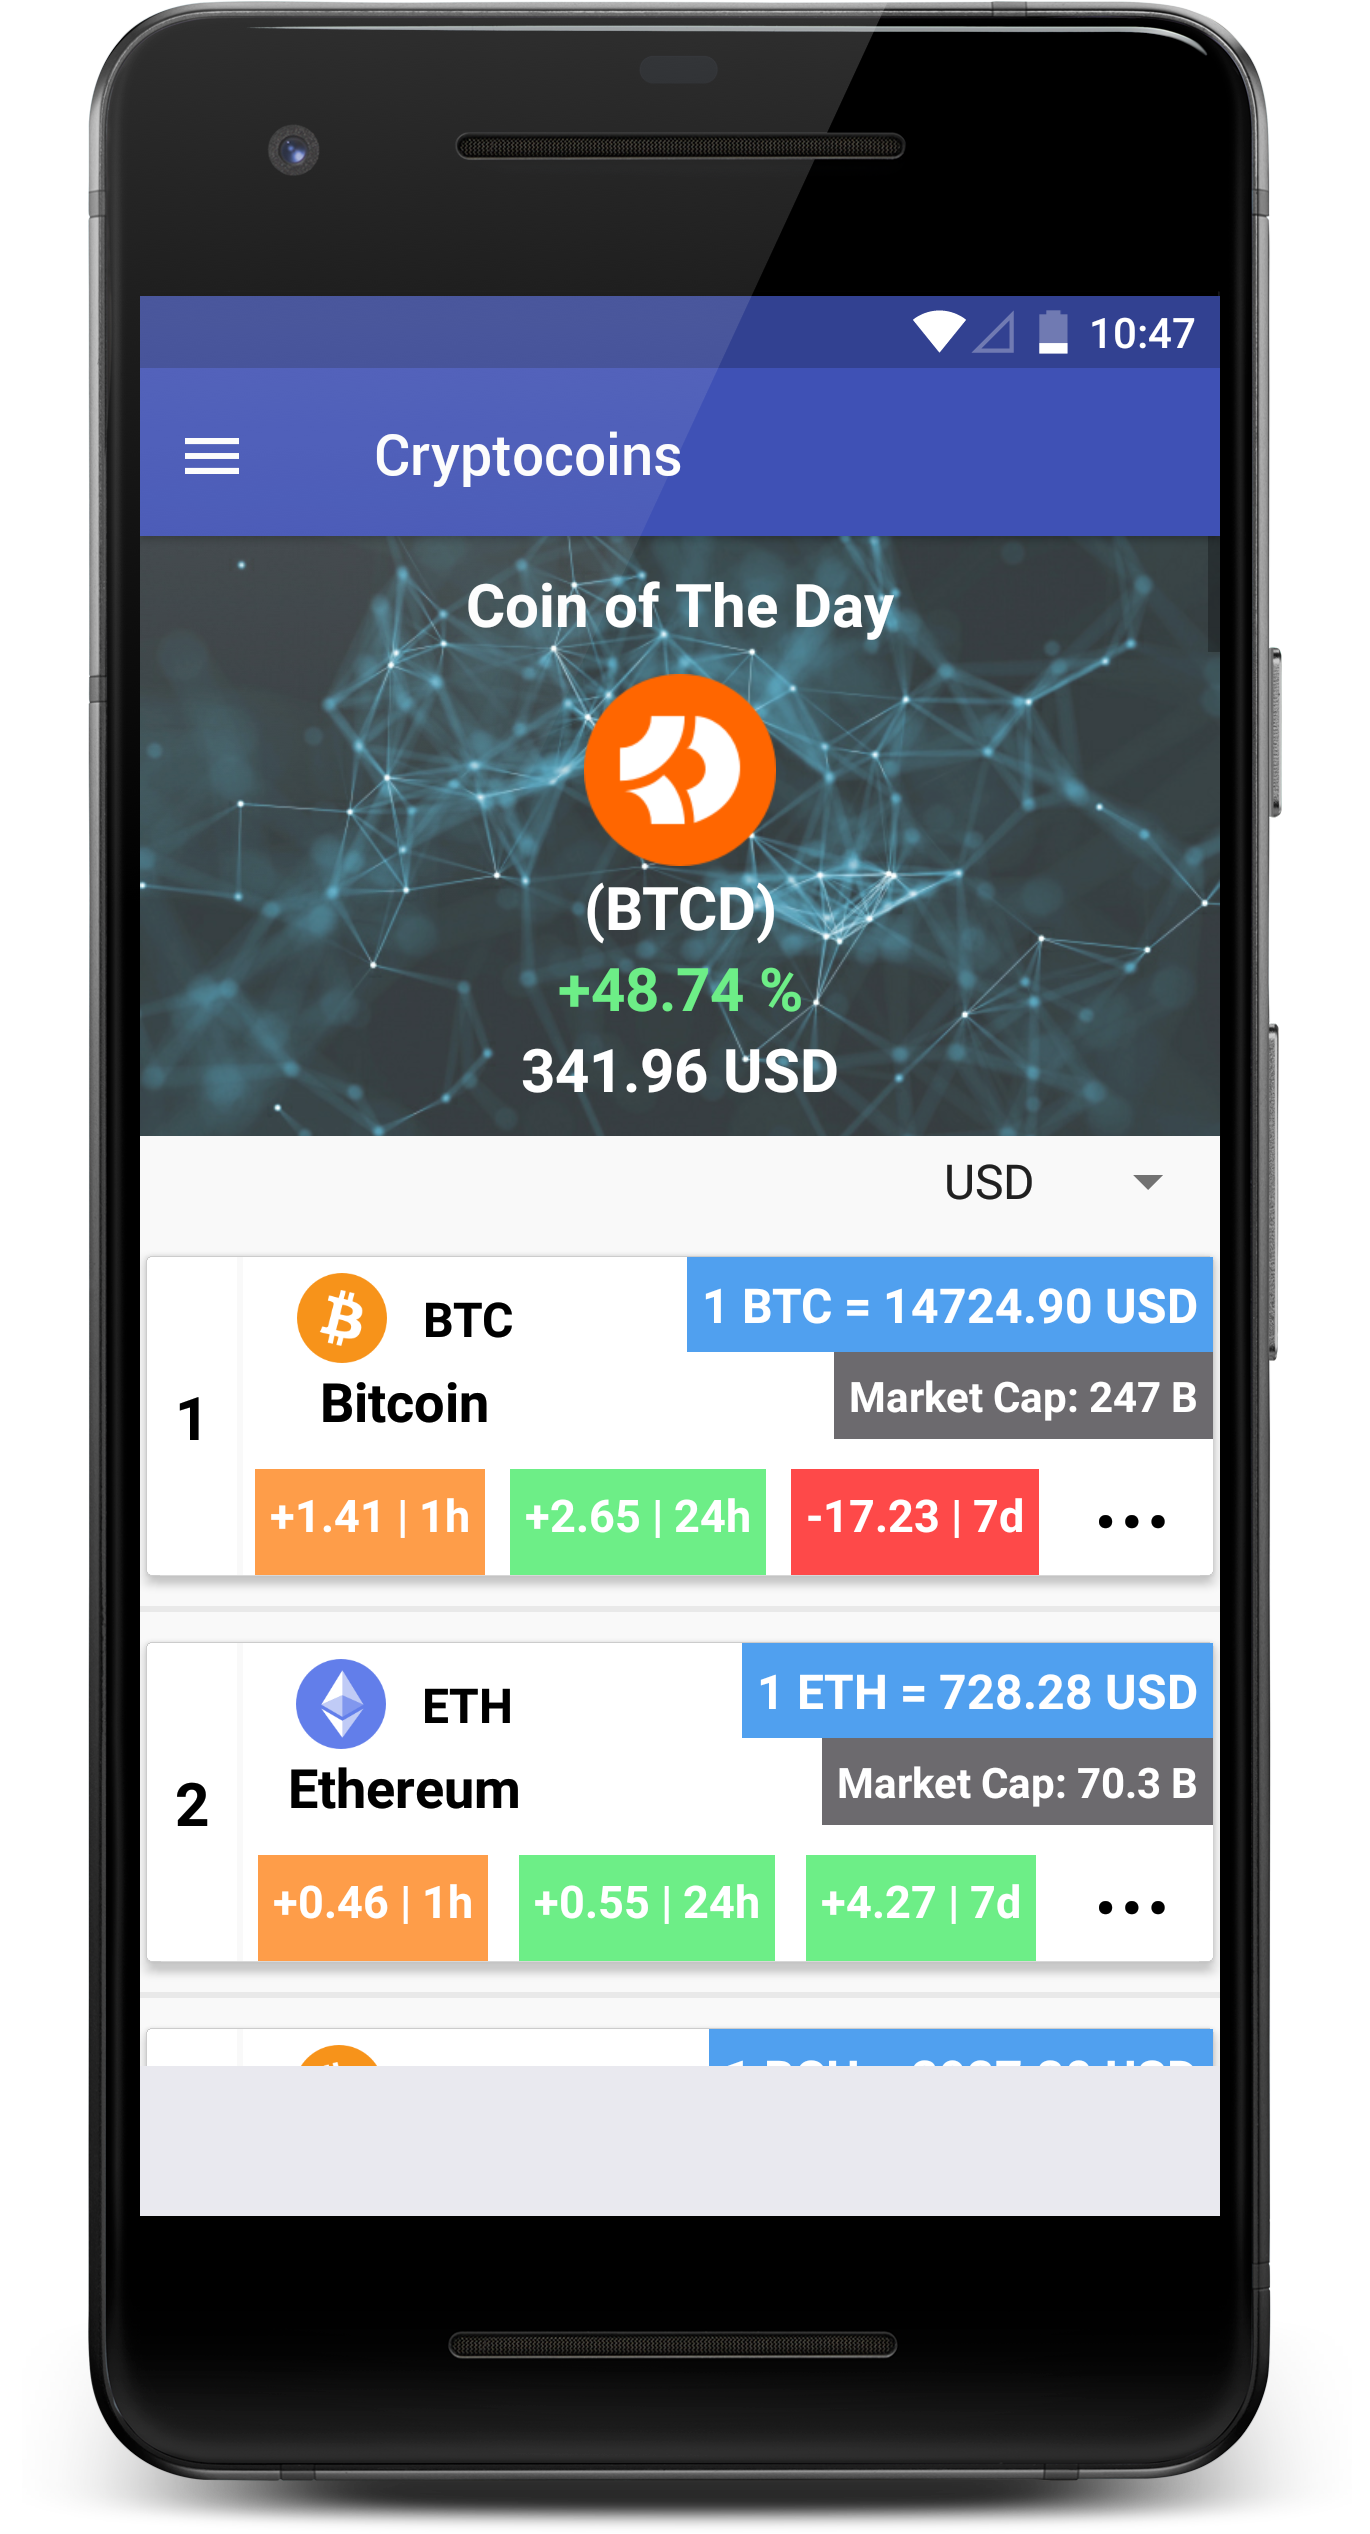 10:47
Cryptocoins
Coin of The Day
(BTCD)
+48.74 %
341.96 USD
USD
1
BTC
1 BTC = 14724.90 USD
Bitcoin
Market Cap: 247 B
+1.41 | 1h
+2.65 | 24h
-17.23 | 7d
2
ETH
1 ETH = 728.28 USD
Ethereum
Market Cap: 70.3 B
+0.46 | 1h
+0.55 | 24h
+4.27 | 7d